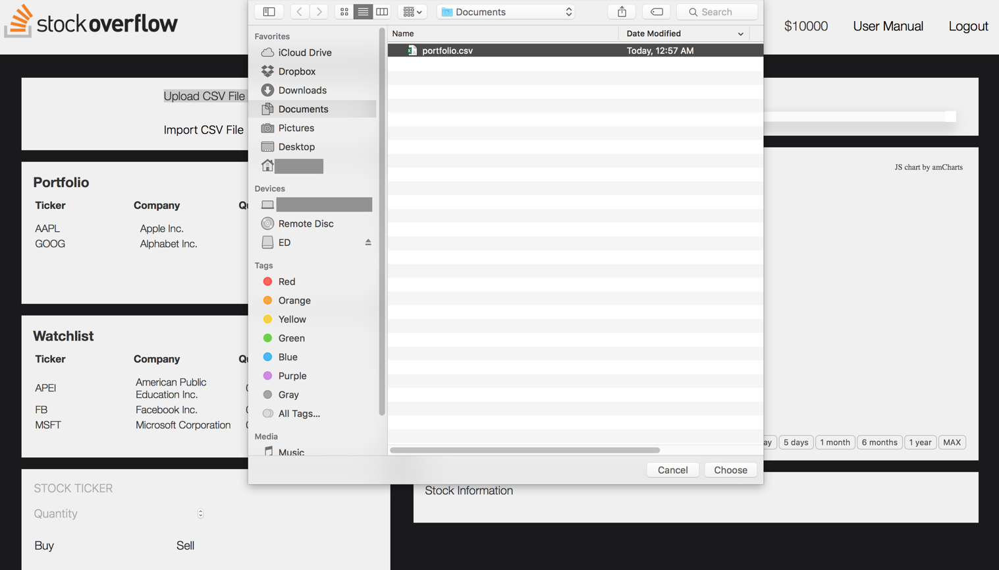 stockoverflow
$10000
User Manual
Logout
Documents
Search
Upload CSV File
Import CSV File
Favorites
iCloud Drive
Dropbox
Downloads
Documents
Pictures
Desktop
Devices
Remote Disc
ED
Tags
Red
Orange
Yellow
Green
Blue
Purple
Gray
All Tags...
Media
Music
Name
Date Modified
portfolio.csv
Today, 12:57 AM
Cancel
Choose
Portfolio
Ticker
Company
AAPL
Apple Inc.
GOOG
Alphabet Inc.
Watchlist
Ticker
Company
APEI
American Public
Education Inc.
FB
Facebook Inc.
MSFT
Microsoft Corporation
STOCK TICKER
Quantity
Buy
Sell
JS chart by amCharts
5 days
1 month
6 months
1 year
MAX
Stock Information